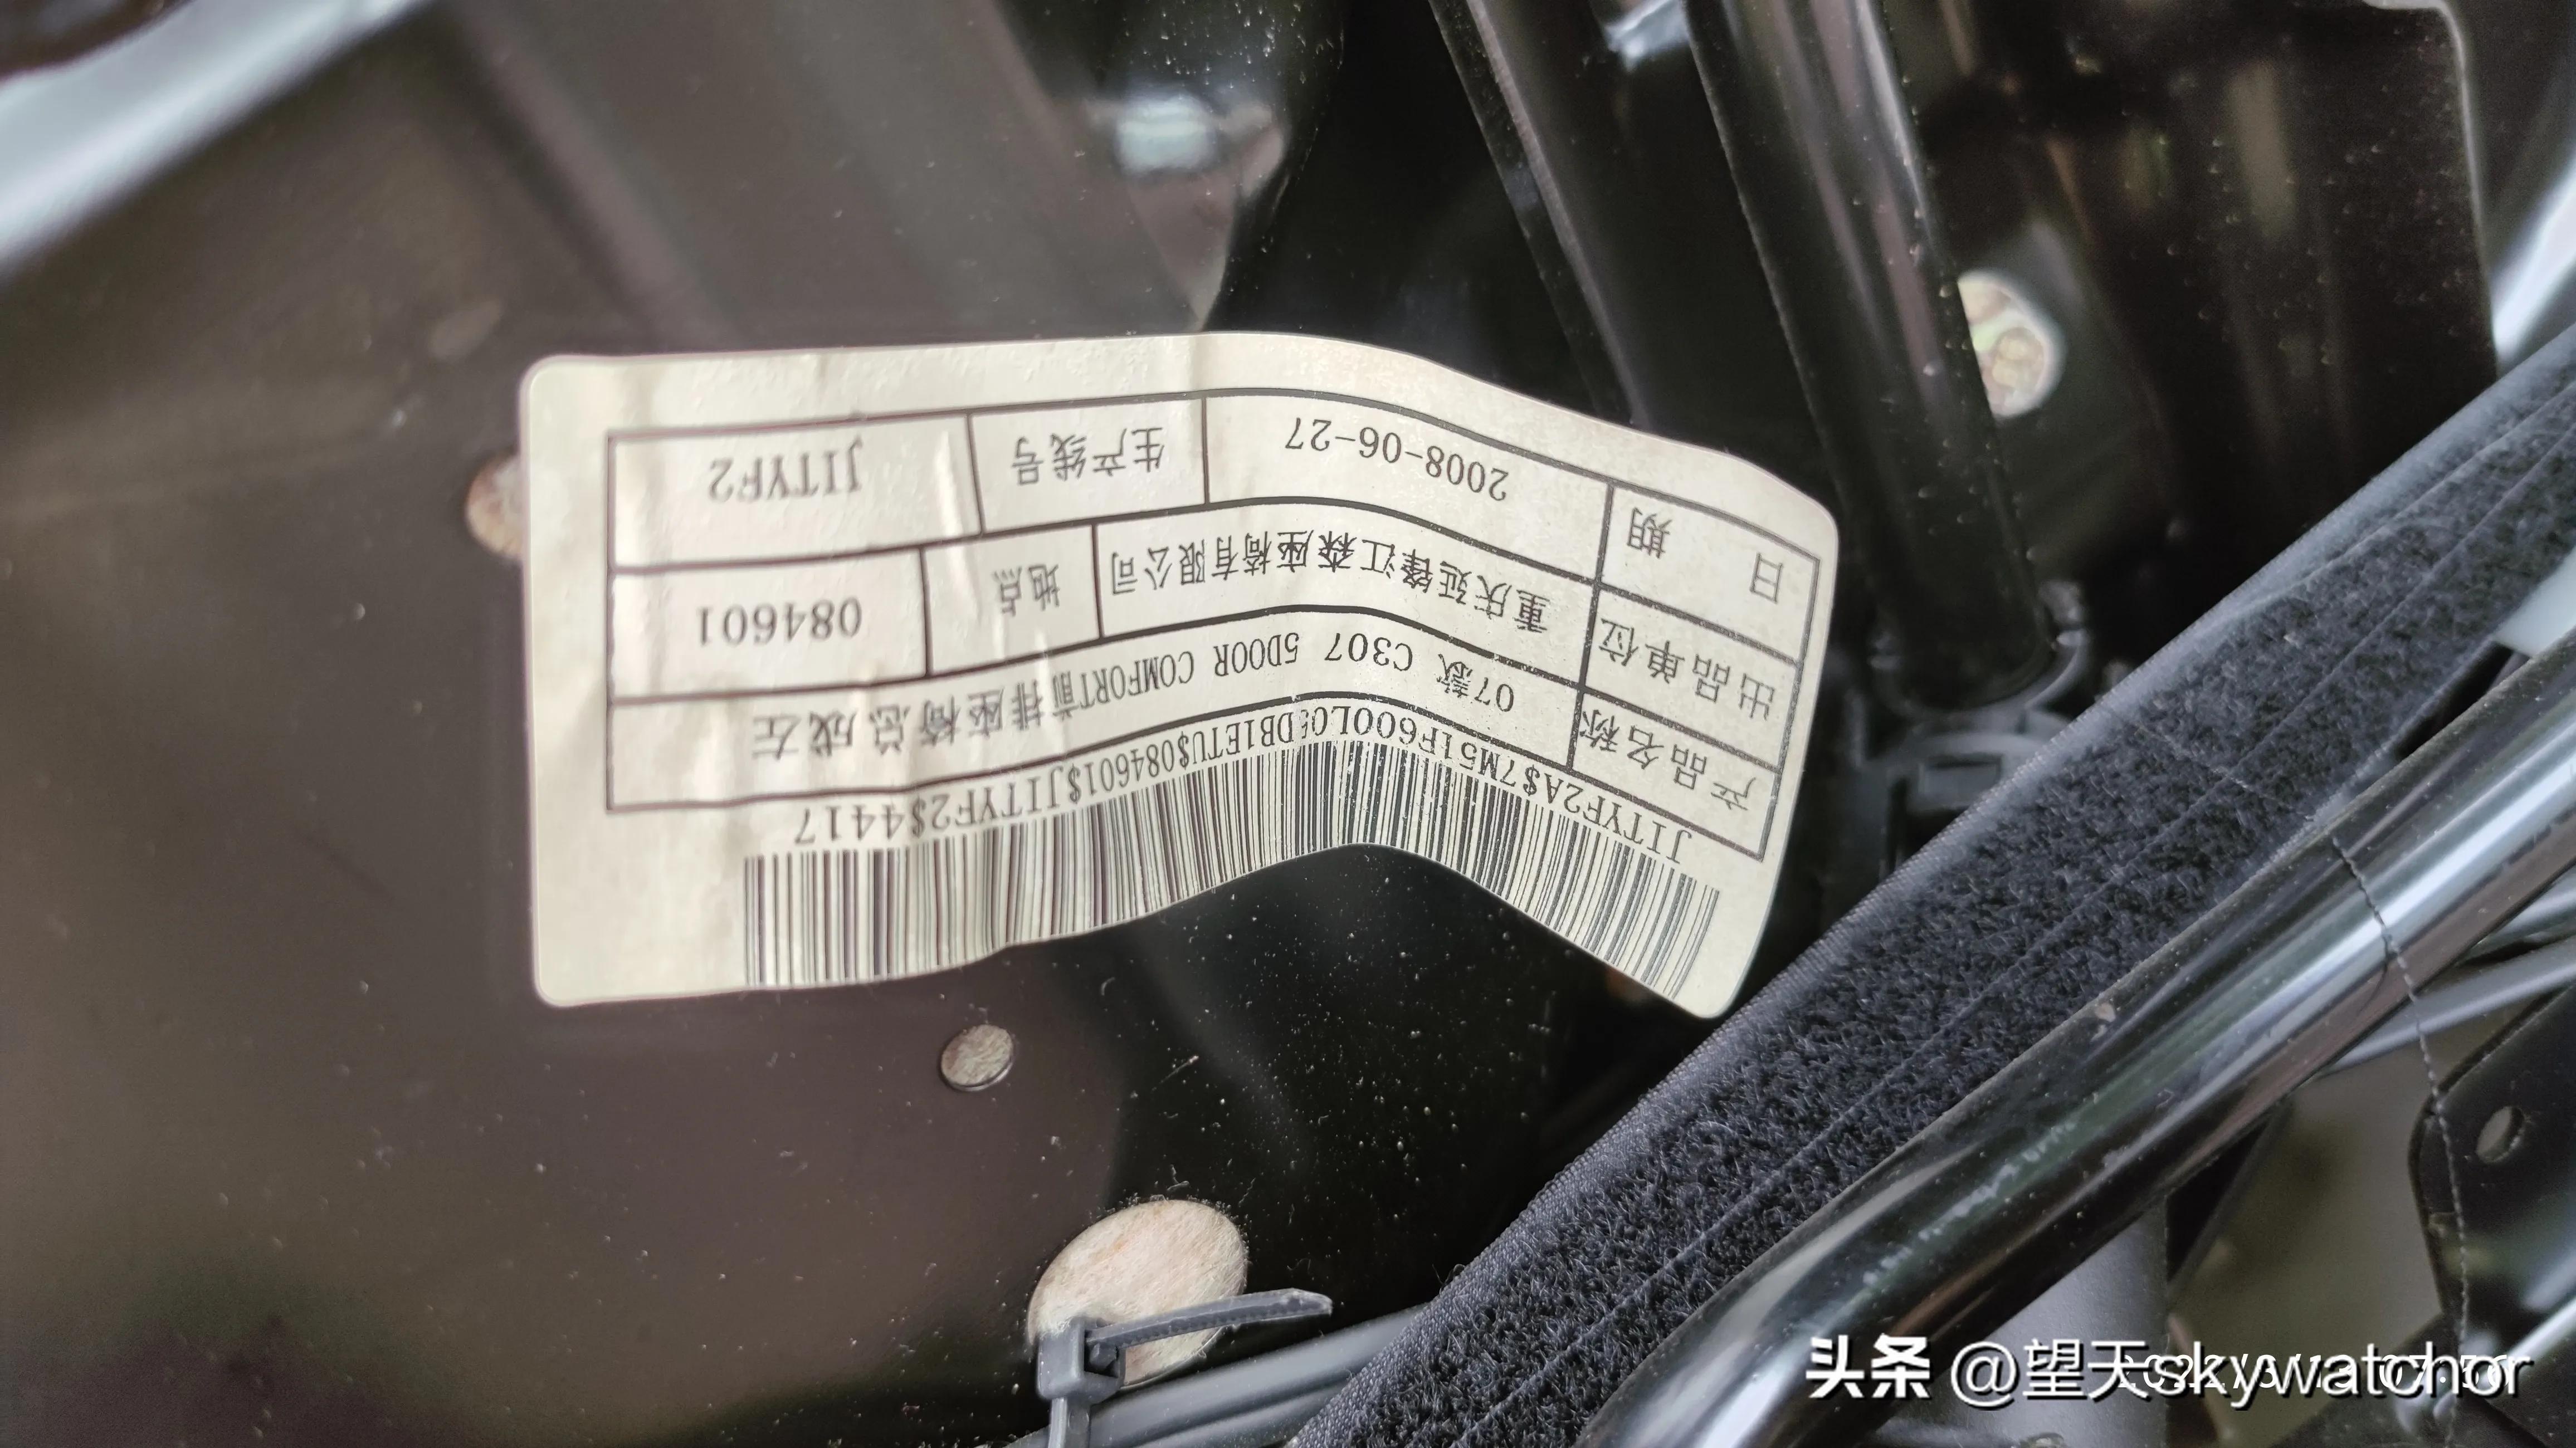 JITYF2A$7M51F600L05DB1ETU$084601$JITYF2$4417
产品名称 07款 C307 5DOOR COMFORT前排座椅总成左
出品单位 重庆延锋江森座椅有限公司 地点 084601
日期 2008-06-27 生产线号 JITYF2
头条 @望天skywatchor